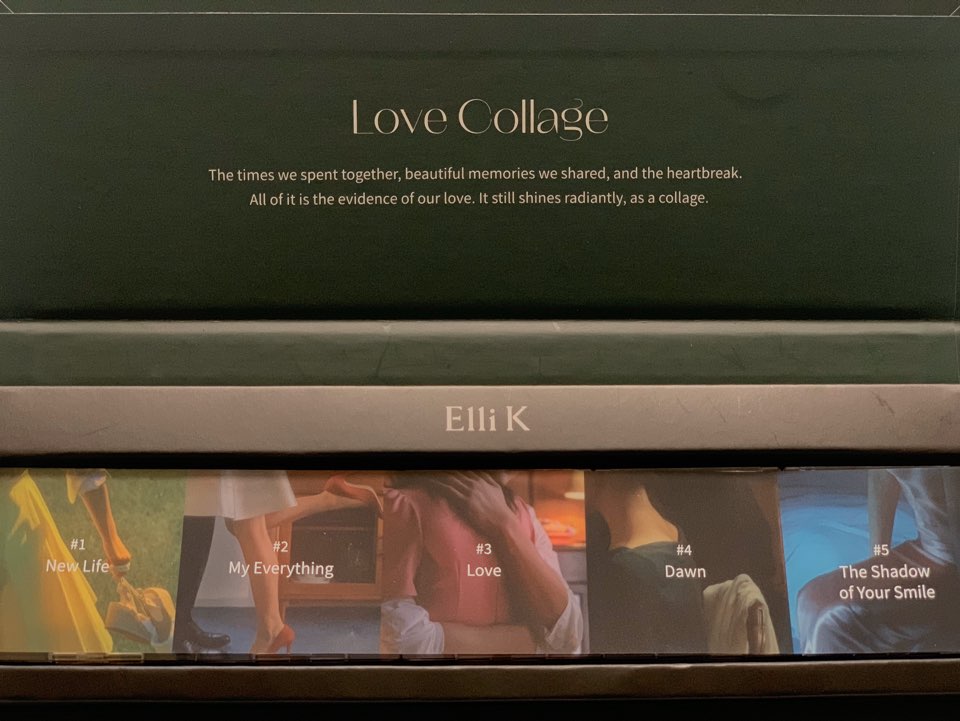 Love Collage
The times we spent together, beautiful memories we shared, and the heartbreak.
All of it is the evidence of our love. It still shines radiantly, as a collage.
Elli K
#1
New Life
#2
My Everything
#3
Love
#4
Dawn
#5
The Shadow
of Your Smile